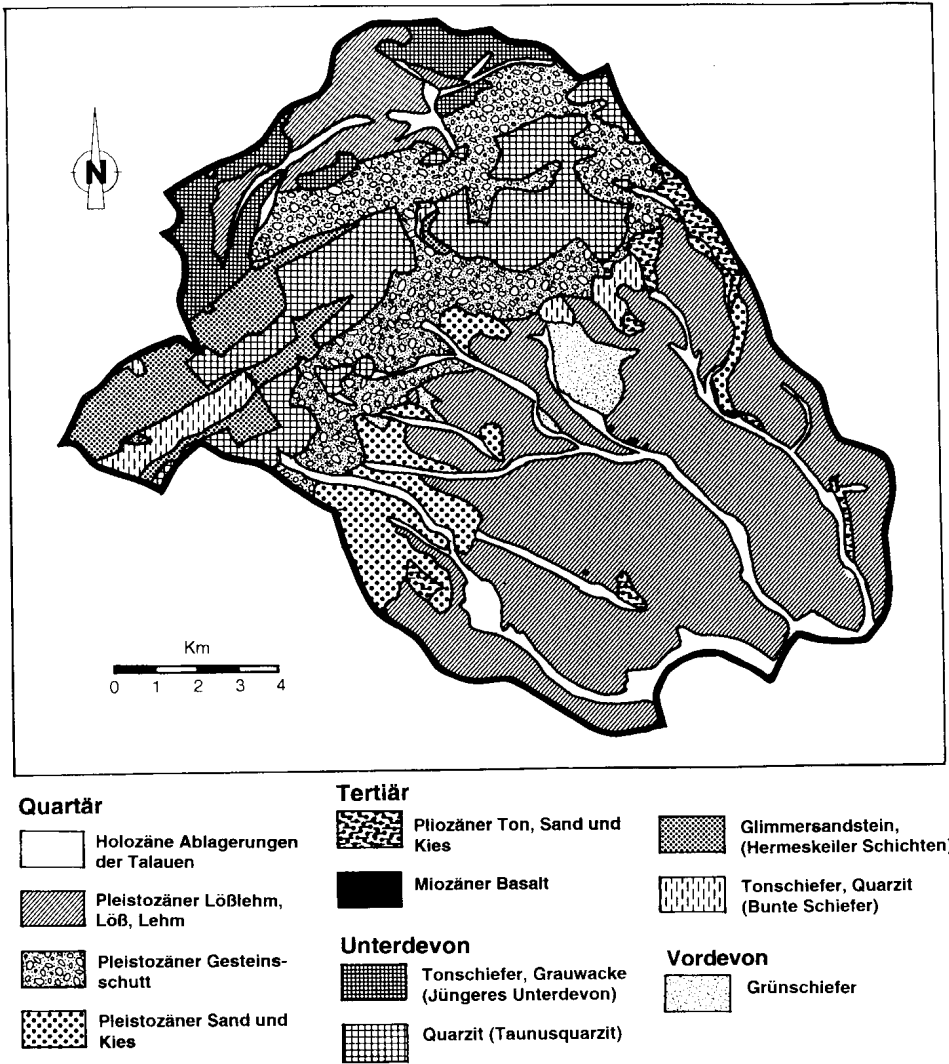 N
Km
0 1 2 3 4
Quartär
Holozäne Ablagerungen
der Talauen
Pleistozäner Lößlehm,
Löß, Lehm
Pleistozäner Gesteins-
schutt
Pleistozäner Sand und
Kies
Tertiär
Pliozäner Ton, Sand und
Kies
Miozäner Basalt
Unterdevon
Tonschiefer, Grauwacke
(Jüngeres Unterdevon)
Quarzit (Taunusquarzit)
Glimmersandstein,
(Hermeskeiler Schichten)
Tonschiefer, Quarzit
(Bunte Schiefer)
Vordevon
Grünschiefer